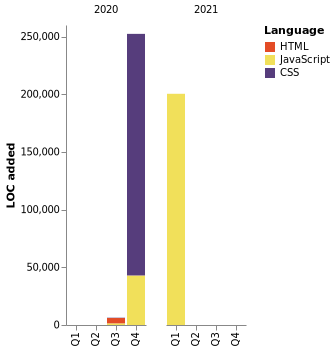 2020
2021
Language
HTML
JavaScript
CSS
LOC added
250,000
200,000
150,000
100,000
50,000
0
Q1
Q2
Q3
Q4
Q1
Q2
Q3
Q4